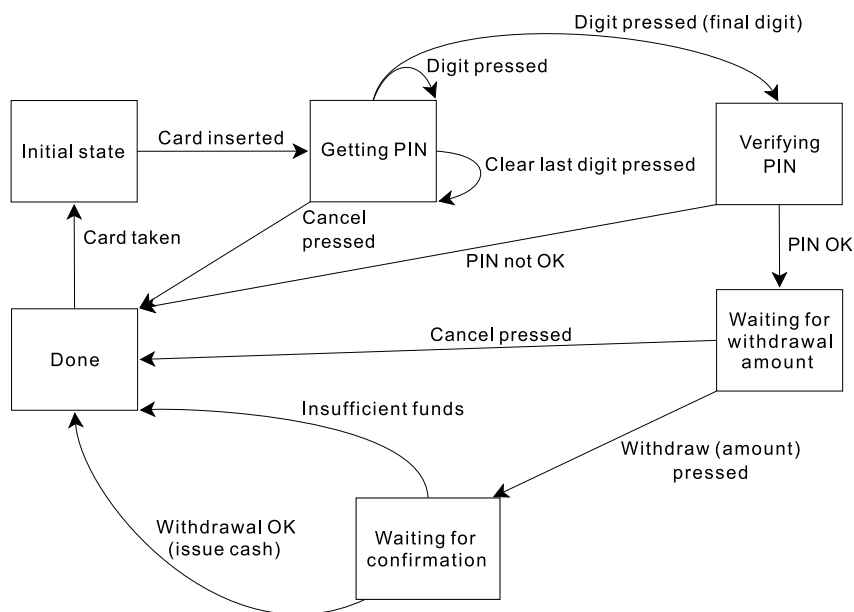 Digit pressed (final digit)
Digit pressed
Initial state
Card inserted
Getting PIN
Clear last digit pressed
Verifying
PIN
Card taken
Cancel
pressed
PIN not OK
PIN OK
Done
Cancel pressed
Waiting for
withdrawal
amount
Insufficient funds
Withdraw (amount)
pressed
Withdrawal OK
(issue cash)
Waiting for
confirmation